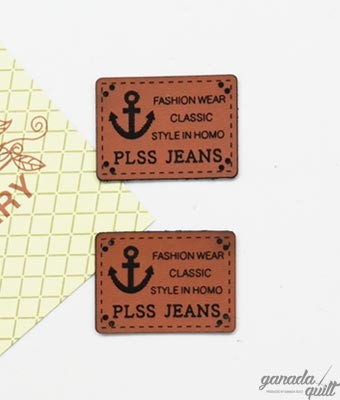 FASHION WEAR
CLASSIC
STYLE IN HOMO
PLSS JEANS
RY
FASHION WEAR
CLASSIC
STYLE IN HOMO
PLSS JEANS
ganada
quilt